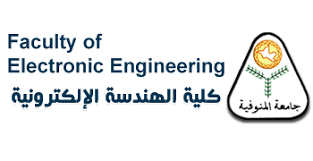 Faculty of
Electronic Engineering
كلية الهندسة الإلكترونية
جامعة المنوفية